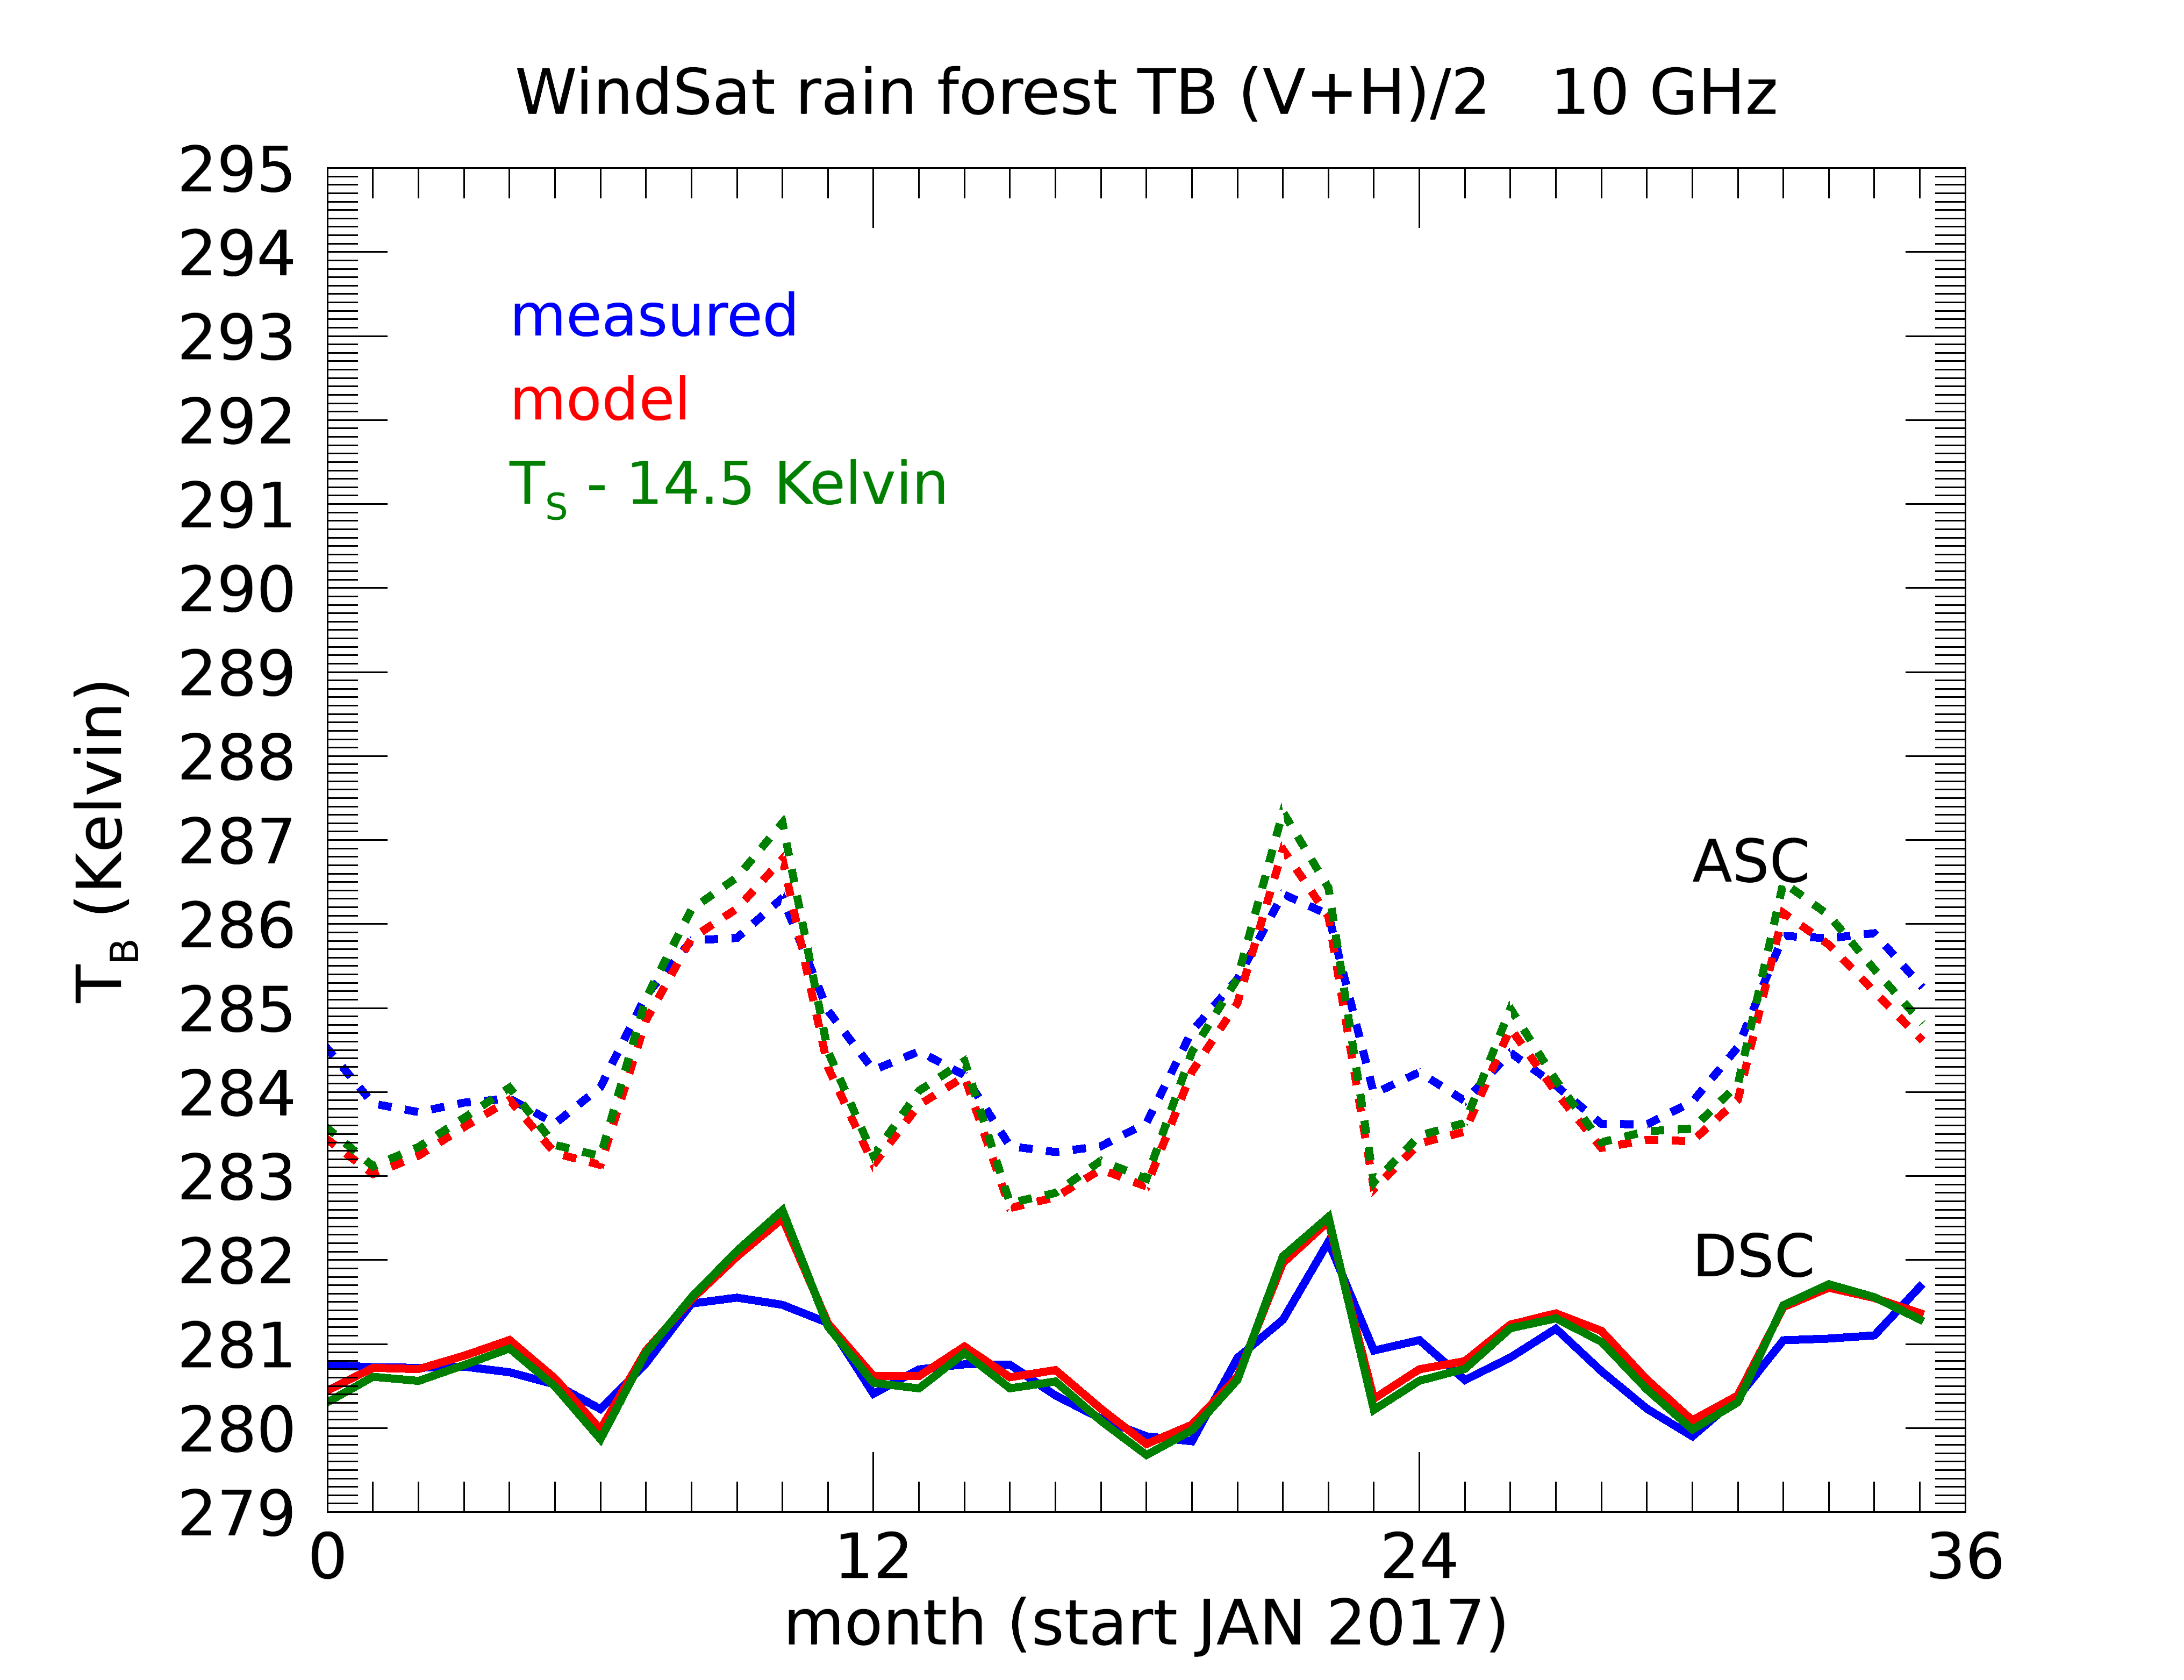 WindSat rain forest TB (V+H)/2 10 GHz
295
294
293
292
291
290
289
288
287
286
285
284
283
282
281
280
279
measured
model
TS - 14.5 Kelvin
ASC
DSC
TB (Kelvin)
0 12 24 36
month (start JAN 2017)